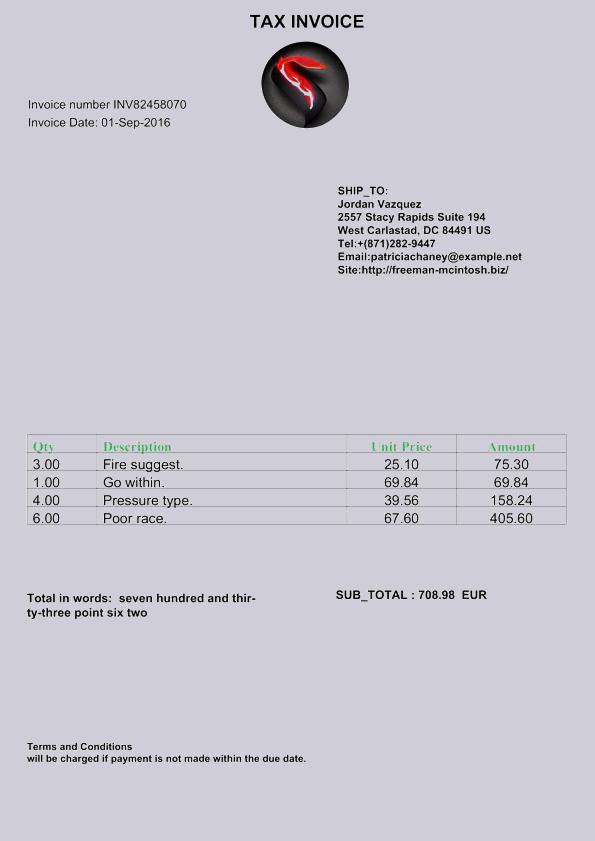 TAX INVOICE
Invoice number INV82458070
Invoice Date: 01-Sep-2016
SHIP_TO:
Jordan Vazquez
2557 Stacy Rapids Suite 194
West Carlastad, DC 84491 US
Tel:+(871)282-9447
Email:patriciachaney@example.net
Site:http://freeman-mcintosh.biz/
Qty Description Unit Price Amount
3.00 Fire suggest. 25.10 75.30
1.00 Go within. 69.84 69.84
4.00 Pressure type. 39.56 158.24
6.00 Poor race. 67.60 405.60
Total in words: seven hundred and thir-
ty-three point six two
SUB_TOTAL : 708.98 EUR
Terms and Conditions
will be charged if payment is not made within the due date.